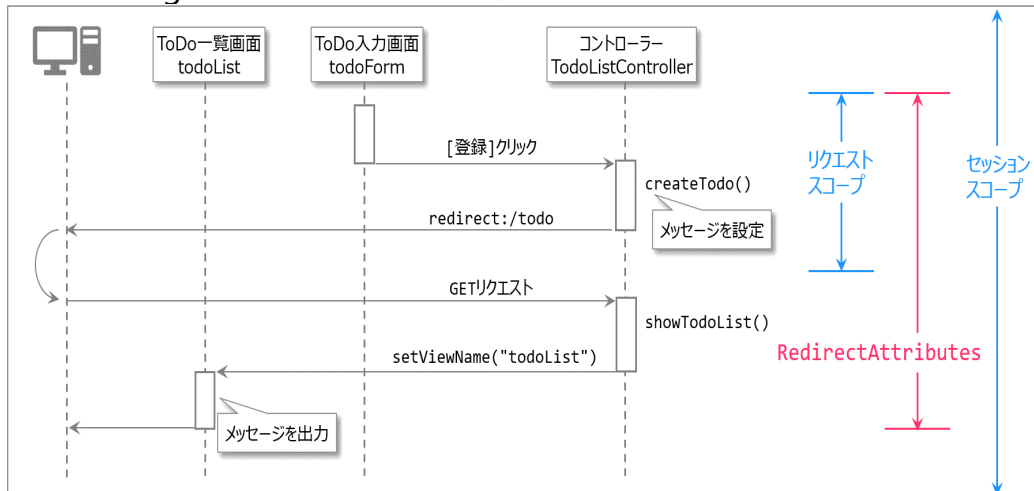 ToDo一覧画面
todoList
ToDo入力画面
todoForm
コントローラー
TodoListController
[登録]クリック
createTodo()
redirect:/todo
メッセージを設定
GETリクエスト
showTodoList()
setViewName("todoList")
メッセージを出力
リクエスト
スコープ
セッション
スコープ
RedirectAttributes